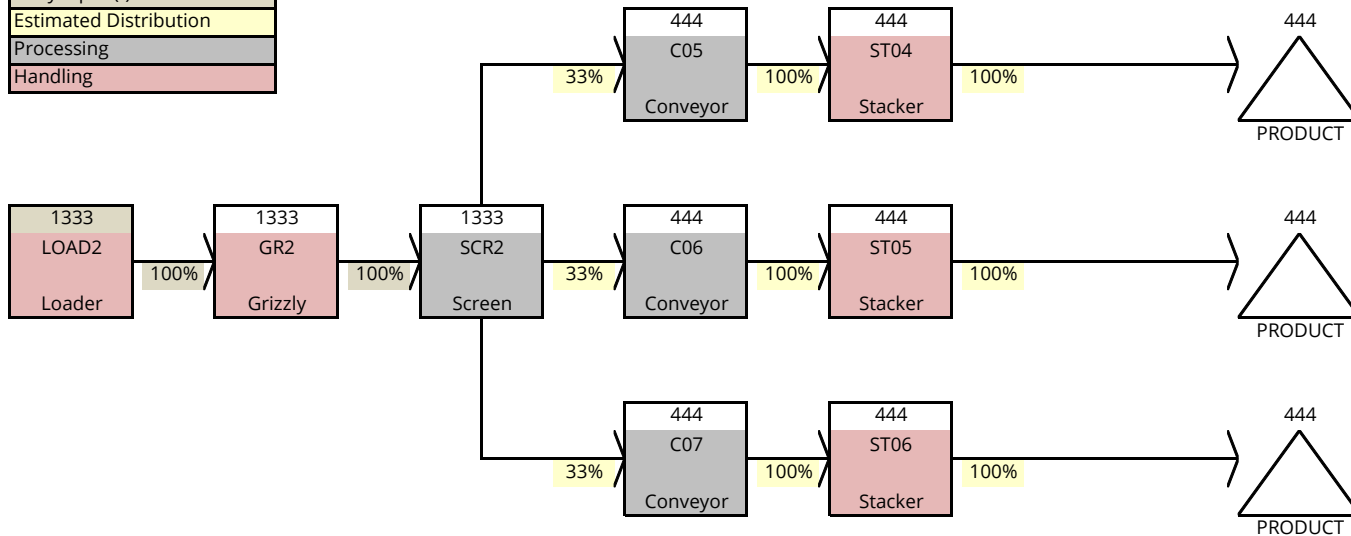 Estimated Distribution
Processing
Handling
444
C05
Conveyor
33%
100%
444
ST04
Stacker
100%
444
PRODUCT
1333
LOAD2
Loader
100%
1333
GR2
Grizzly
100%
1333
SCR2
Screen
33%
444
C06
Conveyor
100%
444
ST05
Stacker
100%
444
PRODUCT
33%
444
C07
Conveyor
100%
444
ST06
Stacker
100%
444
PRODUCT